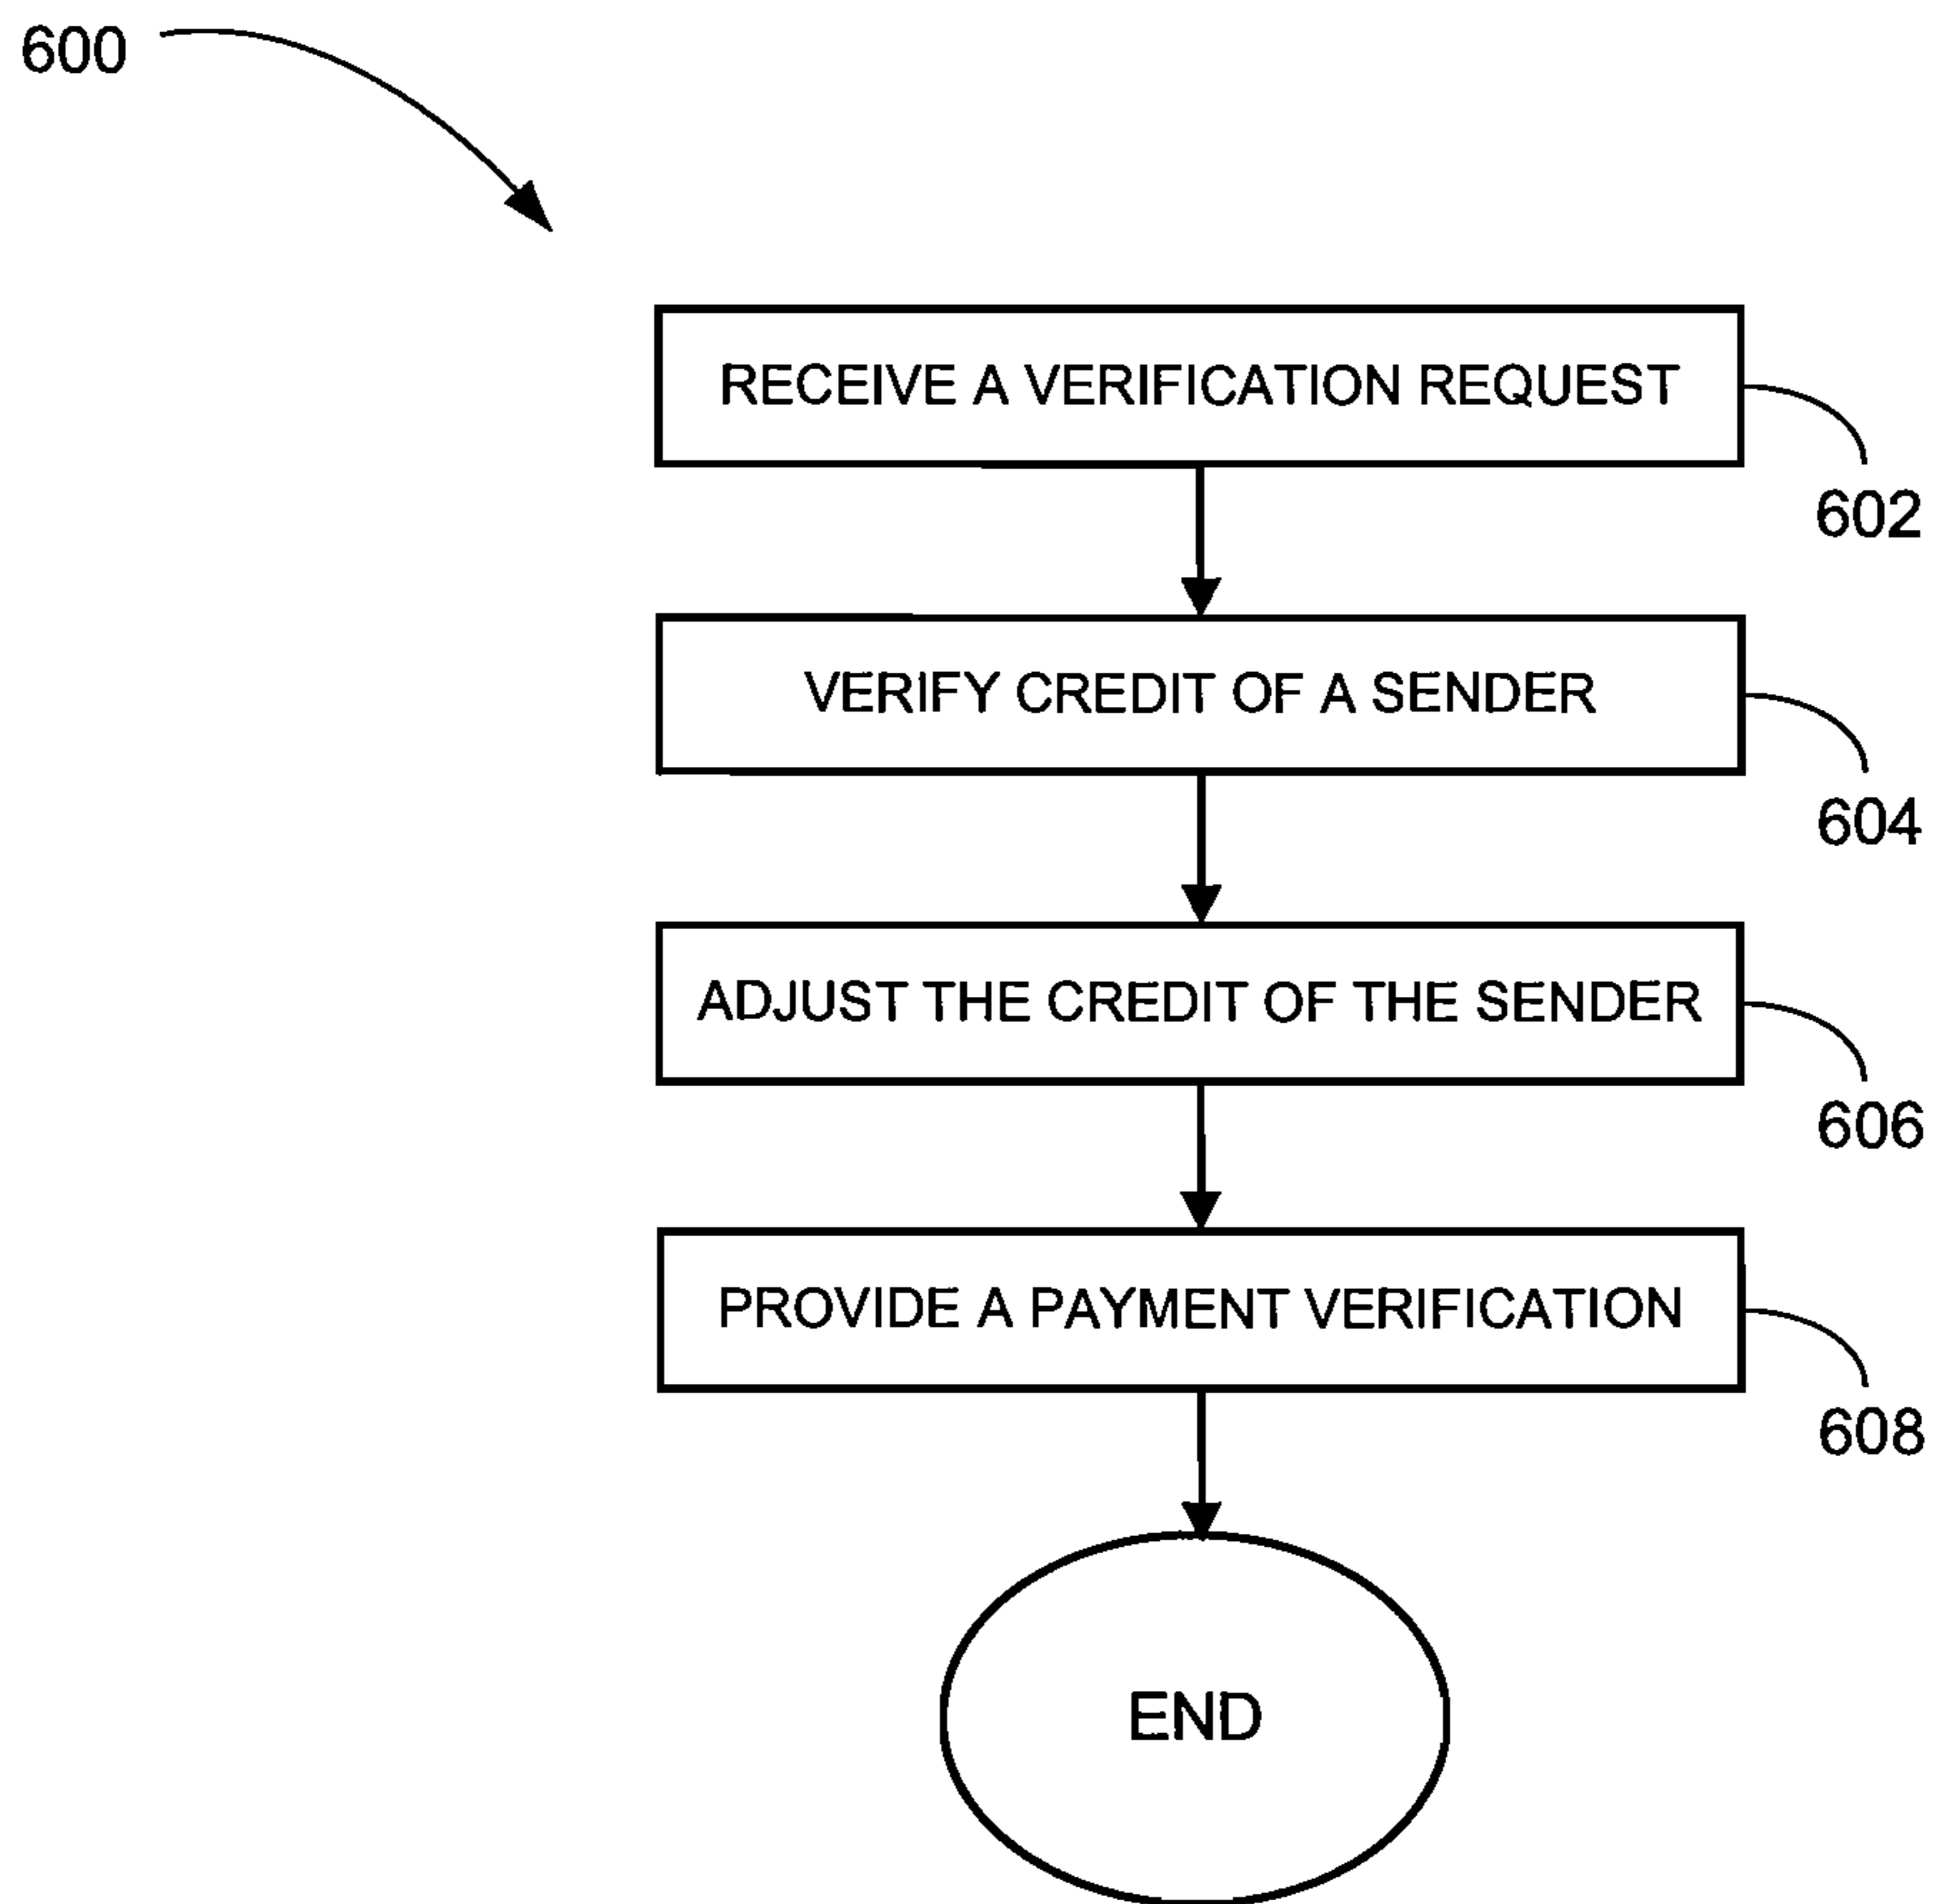 600
RECEIVE A VERIFICATION REQUEST
602
VERIFY CREDIT OF A SENDER
604
ADJUST THE CREDIT OF THE SENDER
606
PROVIDE A PAYMENT VERIFICATION
608
END